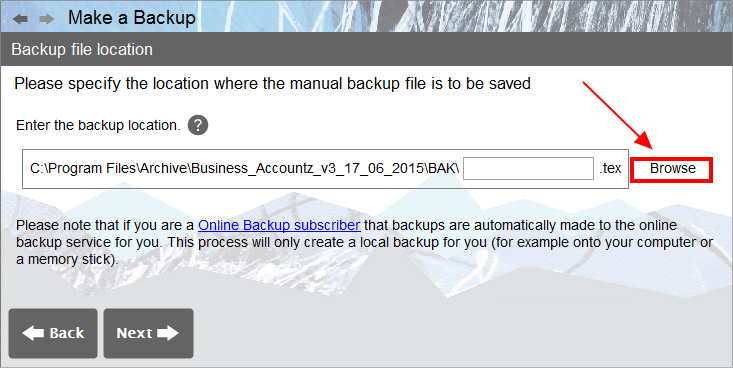 Make a Backup
Backup file location
Please specify the location where the manual backup file is to be saved
Enter the backup location. ?
C:\Program Files\Archive\Business_Accountz_v3_17_06_2015\BAK\ .tex Browse
Please note that if you are a Online Backup subscriber that backups are automatically made to the online
backup service for you. This process will only create a local backup for you (for example onto your computer or
a memory stick).
Back Next